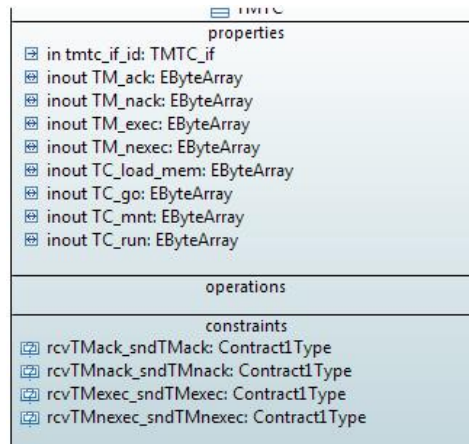 TMTC
properties
in tmtc_if_id: TMTC_if
inout TM_ack: EByteArray
inout TM_nack: EByteArray
inout TM_exec: EByteArray
inout TM_nexec: EByteArray
inout TC_load_mem: EByteArray
inout TC_go: EByteArray
inout TC_mnt: EByteArray
inout TC_run: EByteArray
operations
constraints
rcvTMack_sndTMack: Contract1Type
rcvTMnack_sndTMnack: Contract1Type
rcvTMexec_sndTMexec: Contract1Type
rcvTMnexec_sndTMnexec: Contract1Type